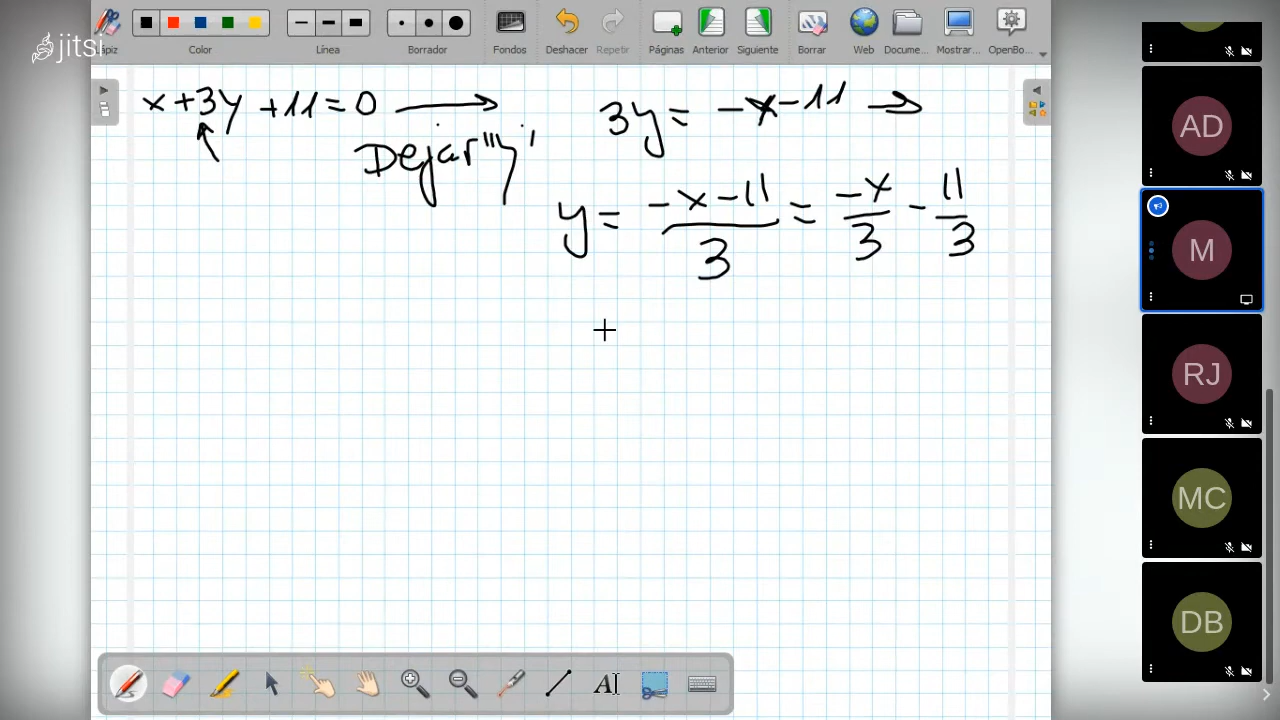 jitsi
Lápiz Color Línea Borrador Fondos Deshacer Repetir Páginas Anterior Siguiente Borrar Web Docume... Mostrar... OpenBo...
x + 3y + 11 = 0 → 3y = -x - 11 →
Dejar "y"
y = -x - 11 / 3 = -x/3 - 11/3
AD
M
RJ
MC
DB